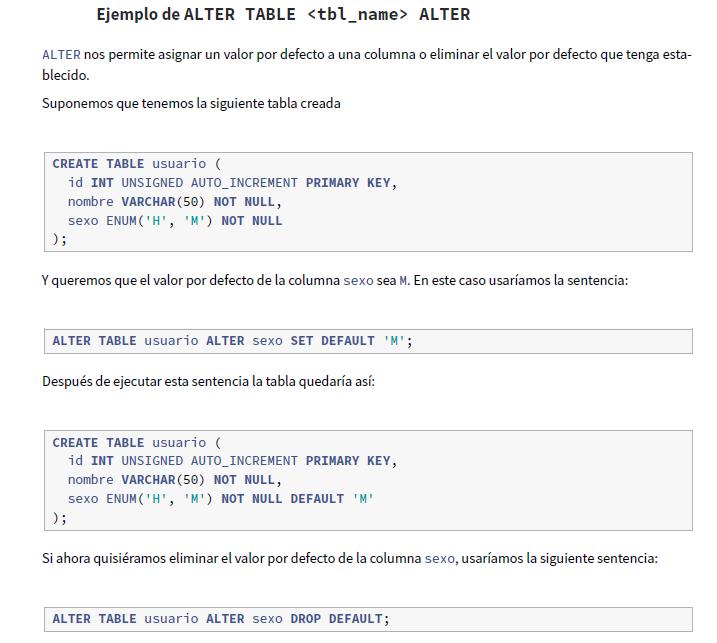 Ejemplo de ALTER TABLE <tbl_name> ALTER
ALTER nos permite asignar un valor por defecto a una columna o eliminar el valor por defecto que tenga esta-
blecido.
Suponemos que tenemos la siguiente tabla creada
CREATE TABLE usuario (
  id INT UNSIGNED AUTO_INCREMENT PRIMARY KEY,
  nombre VARCHAR(50) NOT NULL,
  sexo ENUM('H', 'M') NOT NULL
);
Y queremos que el valor por defecto de la columna sexo sea M. En este caso usaríamos la sentencia:
ALTER TABLE usuario ALTER sexo SET DEFAULT 'M';
Después de ejecutar esta sentencia la tabla quedaría así:
CREATE TABLE usuario (
  id INT UNSIGNED AUTO_INCREMENT PRIMARY KEY,
  nombre VARCHAR(50) NOT NULL,
  sexo ENUM('H', 'M') NOT NULL DEFAULT 'M'
);
Si ahora quisiéramos eliminar el valor por defecto de la columna sexo, usaríamos la siguiente sentencia:
ALTER TABLE usuario ALTER sexo DROP DEFAULT;